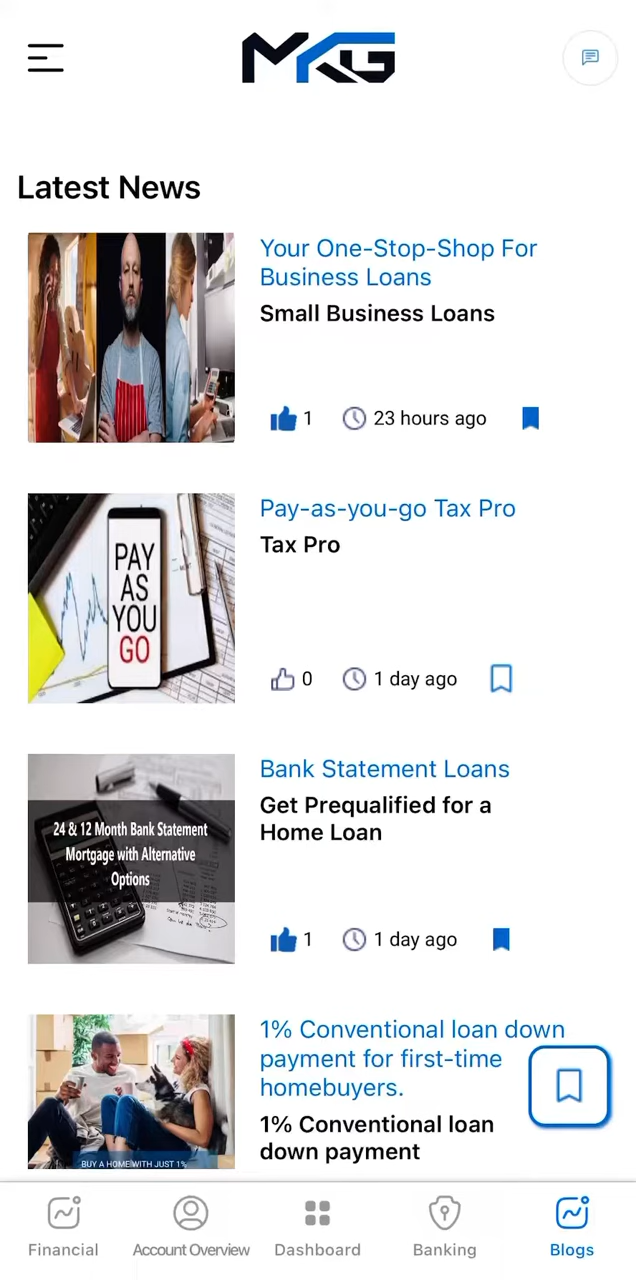 MKG
Latest News
Your One-Stop-Shop For
Business Loans
Small Business Loans
1
23 hours ago
PAY
AS
YOU
GO
Pay-as-you-go Tax Pro
Tax Pro
0
1 day ago
24 & 12 Month Bank Statement
Mortgage with Alternative
Options
Bank Statement Loans
Get Prequalified for a
Home Loan
1
1 day ago
BUY A HOME WITH JUST 1%
1% Conventional loan down
payment for first-time
homebuyers.
1% Conventional loan
down payment
Financial
Account Overview
Dashboard
Banking
Blogs